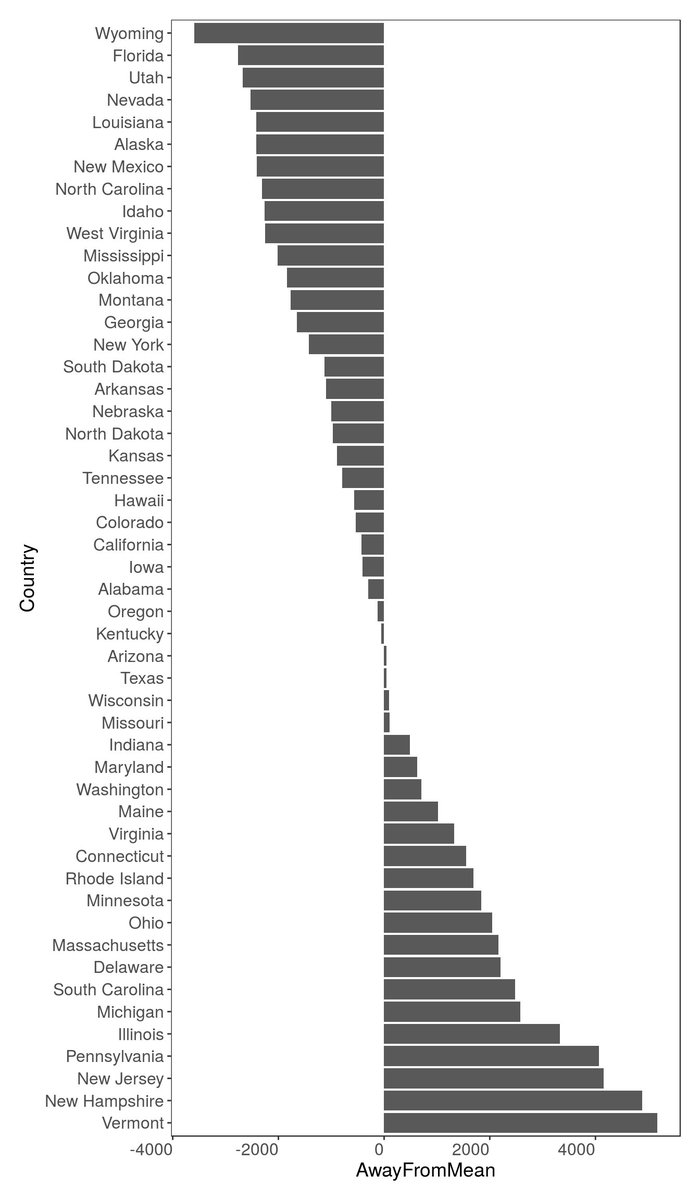 Wyoming
Florida
Utah
Nevada
Louisiana
Alaska
New Mexico
North Carolina
Idaho
West Virginia
Mississippi
Oklahoma
Montana
Georgia
New York
South Dakota
Arkansas
Nebraska
North Dakota
Kansas
Tennessee
Hawaii
Colorado
California
Iowa
Alabama
Oregon
Kentucky
Arizona
Texas
Wisconsin
Missouri
Indiana
Maryland
Washington
Maine
Virginia
Connecticut
Rhode Island
Minnesota
Ohio
Massachusetts
Delaware
South Carolina
Michigan
Illinois
Pennsylvania
New Jersey
New Hampshire
Vermont
Country
-4000 -2000 0 2000 4000
AwayFromMean